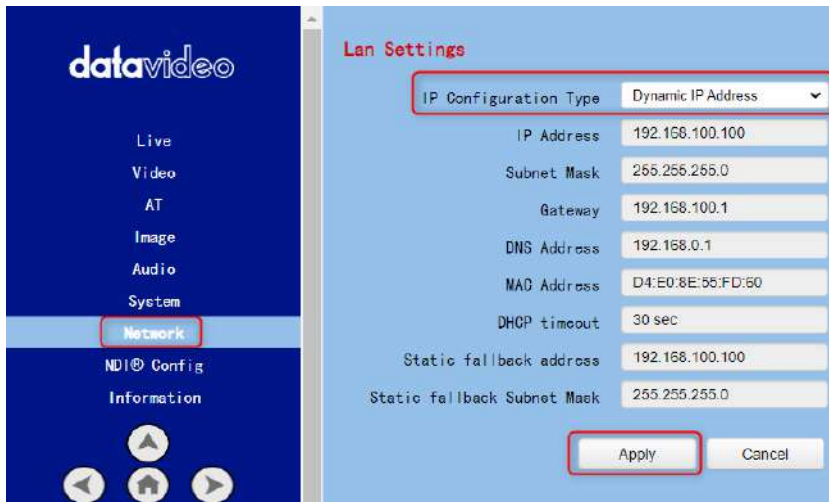 datavideo
Live
Video
AT
Image
Audio
System
Network
NDI® Config
Information
Lan Settings
IP Configuration Type Dynamic IP Address
IP Address 192.168.100.100
Subnet Mask 255.255.255.0
Gateway 192.168.100.1
DNS Address 192.168.0.1
MAC Address D4:E0:8E:55:FD:60
DHCP timeout 30 sec
Static fallback address 192.168.100.100
Static fallback Subnet Mask 255.255.255.0
Apply Cancel